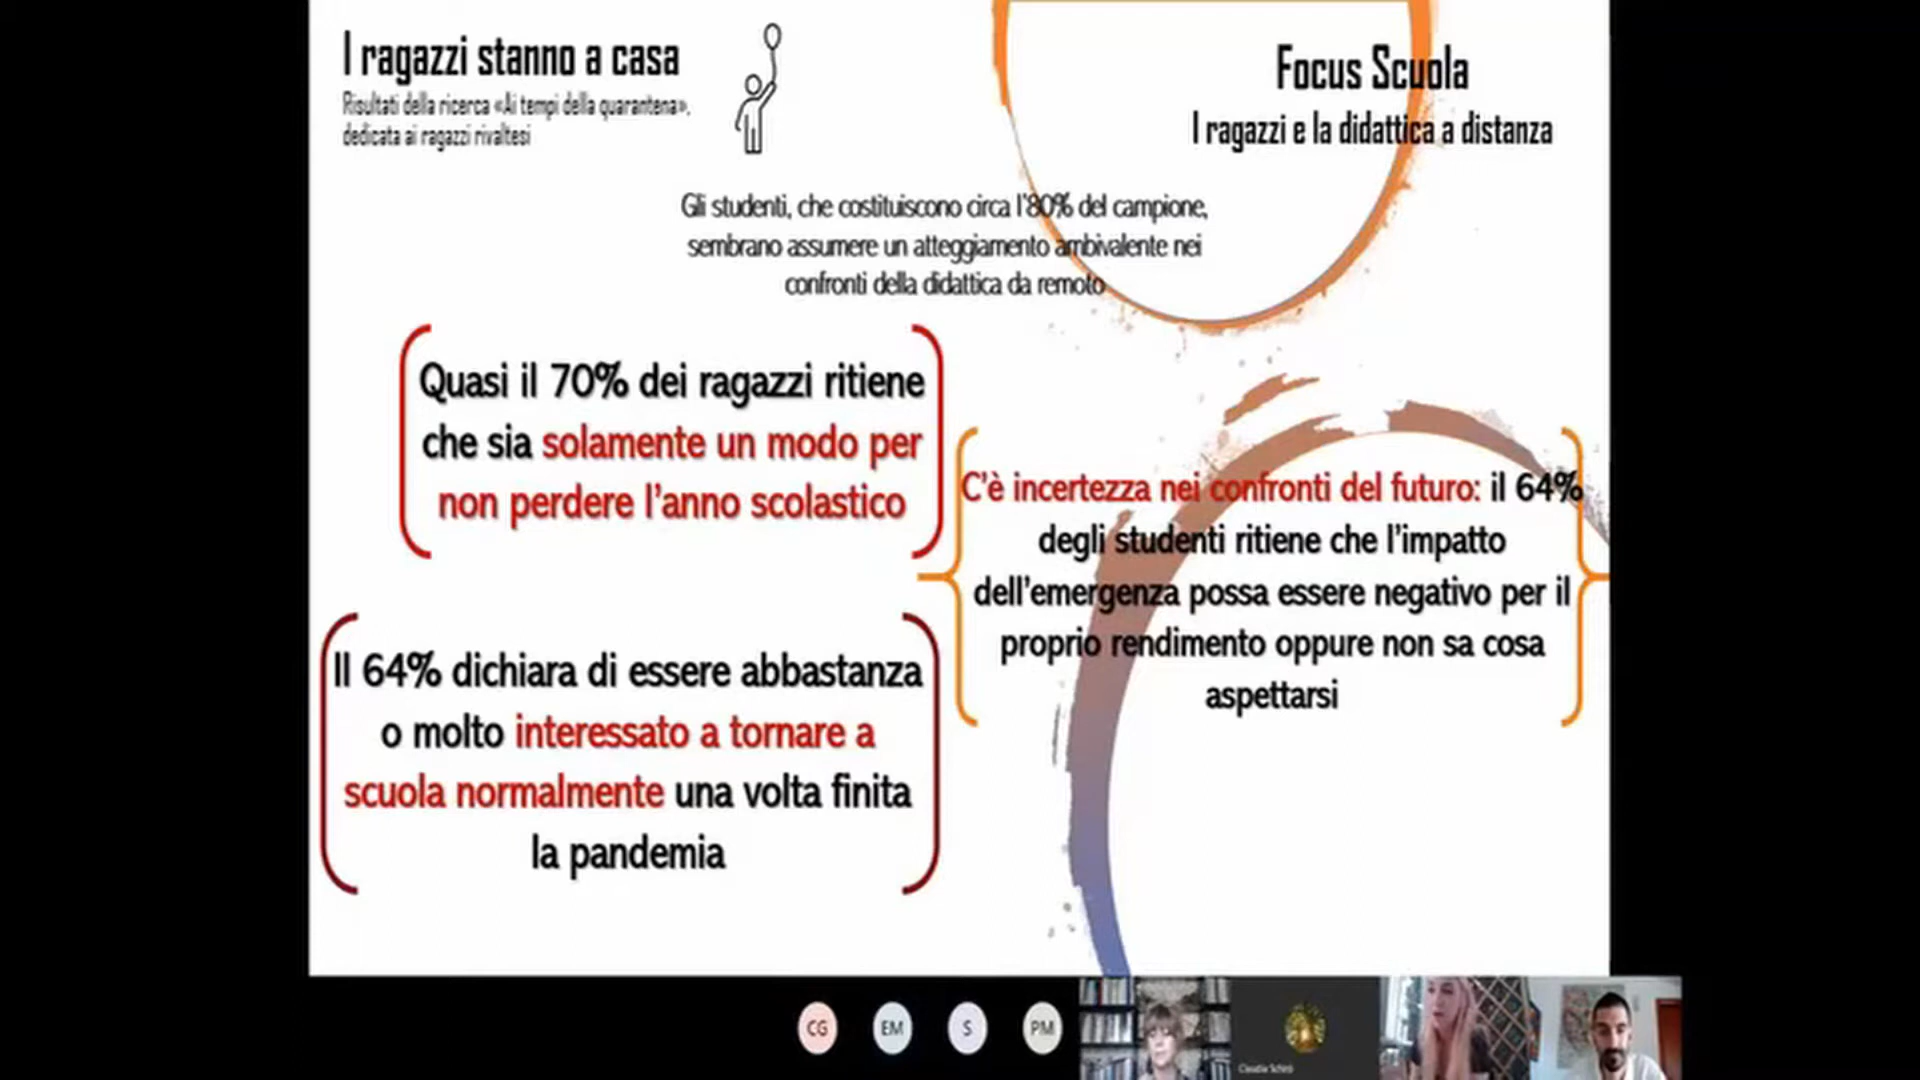 I ragazzi stanno a casa
Risultati della ricerca «Ai tempi della quarantena»,
dedicata ai ragazzi rivaltesi
Focus Scuola
I ragazzi e la didattica a distanza
Gli studenti, che costituiscono circa l'80% del campione,
sembrano assumere un atteggiamento ambivalente nei
confronti della didattica da remoto
Quasi il 70% dei ragazzi ritiene
che sia solamente un modo per
non perdere l'anno scolastico
C'è incertezza nei confronti del futuro: il 64%
degli studenti ritiene che l'impatto
dell'emergenza possa essere negativo per il
proprio rendimento oppure non sa cosa
aspettarsi
Il 64% dichiara di essere abbastanza
o molto interessato a tornare a
scuola normalmente una volta finita
la pandemia
CG
EM
S
PM